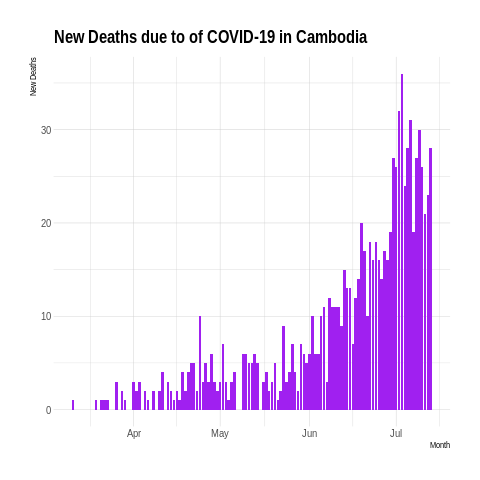 New Deaths due to of COVID-19 in Cambodia
New Deaths
30
20
10
0
Apr May Jun Jul
Month